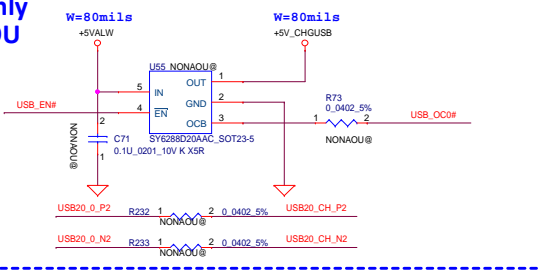 nly
OU
W=80mils
W=80mils
+5VALW
+5V_CHGUSB
U55 NONAOU@
5 IN
OUT 1
GND 2
USB_EN# 4 EN
OCB 3
R73
0_0402_5%
1 2
USB_OC0#
NONAOU@
SY6288D20AAC_SOT23-5
2
NONAOU@
C71
0.1U_0201_10V K X5R
1
USB20_0_P2 R232 1 2 0_0402_5% USB20_CH_P2
NONAOU@
USB20_0_N2 R233 1 2 0_0402_5% USB20_CH_N2
NONAOU@